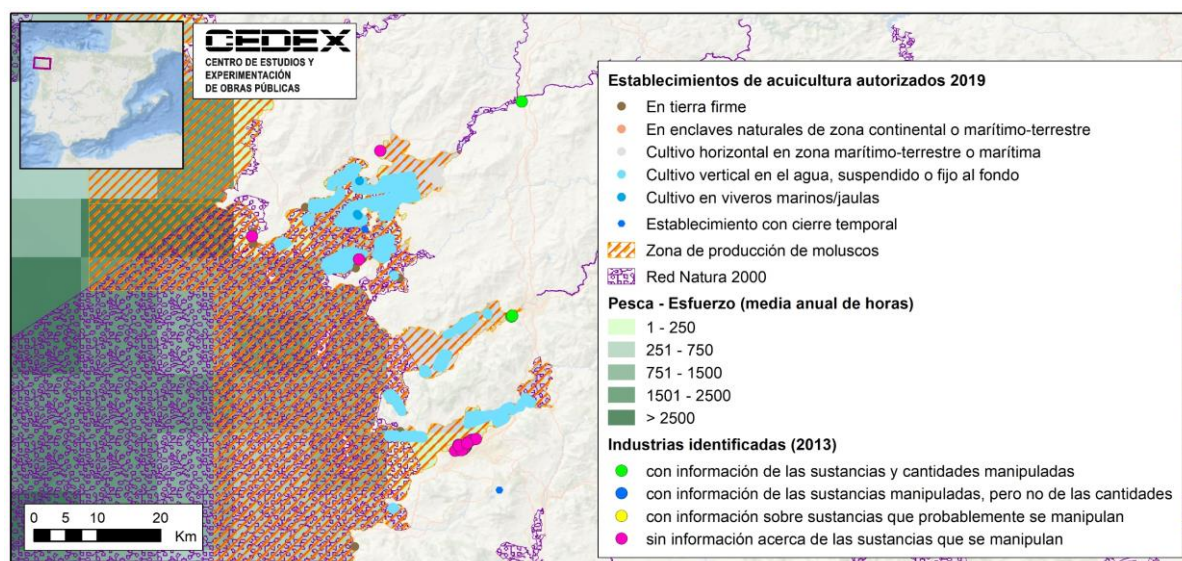 CEDEX
CENTRO DE ESTUDIOS Y
EXPERIMENTACIÓN
DE OBRAS PÚBLICAS
Establecimientos de acuicultura autorizados 2019
En tierra firme
En enclaves naturales de zona continental o marítimo-terrestre
Cultivo horizontal en zona marítimo-terrestre o marítima
Cultivo vertical en el agua, suspendido o fijo al fondo
Cultivo en viveros marinos/jaulas
Establecimiento con cierre temporal
Zona de producción de moluscos
Red Natura 2000
Pesca - Esfuerzo (media anual de horas)
1 - 250
251 - 750
751 - 1500
1501 - 2500
> 2500
Industrias identificadas (2013)
con información de las sustancias y cantidades manipuladas
con información de las sustancias manipuladas, pero no de las cantidades
con información sobre sustancias que probablemente se manipulan
sin información acerca de las sustancias que se manipulan
0 5 10 20
Km